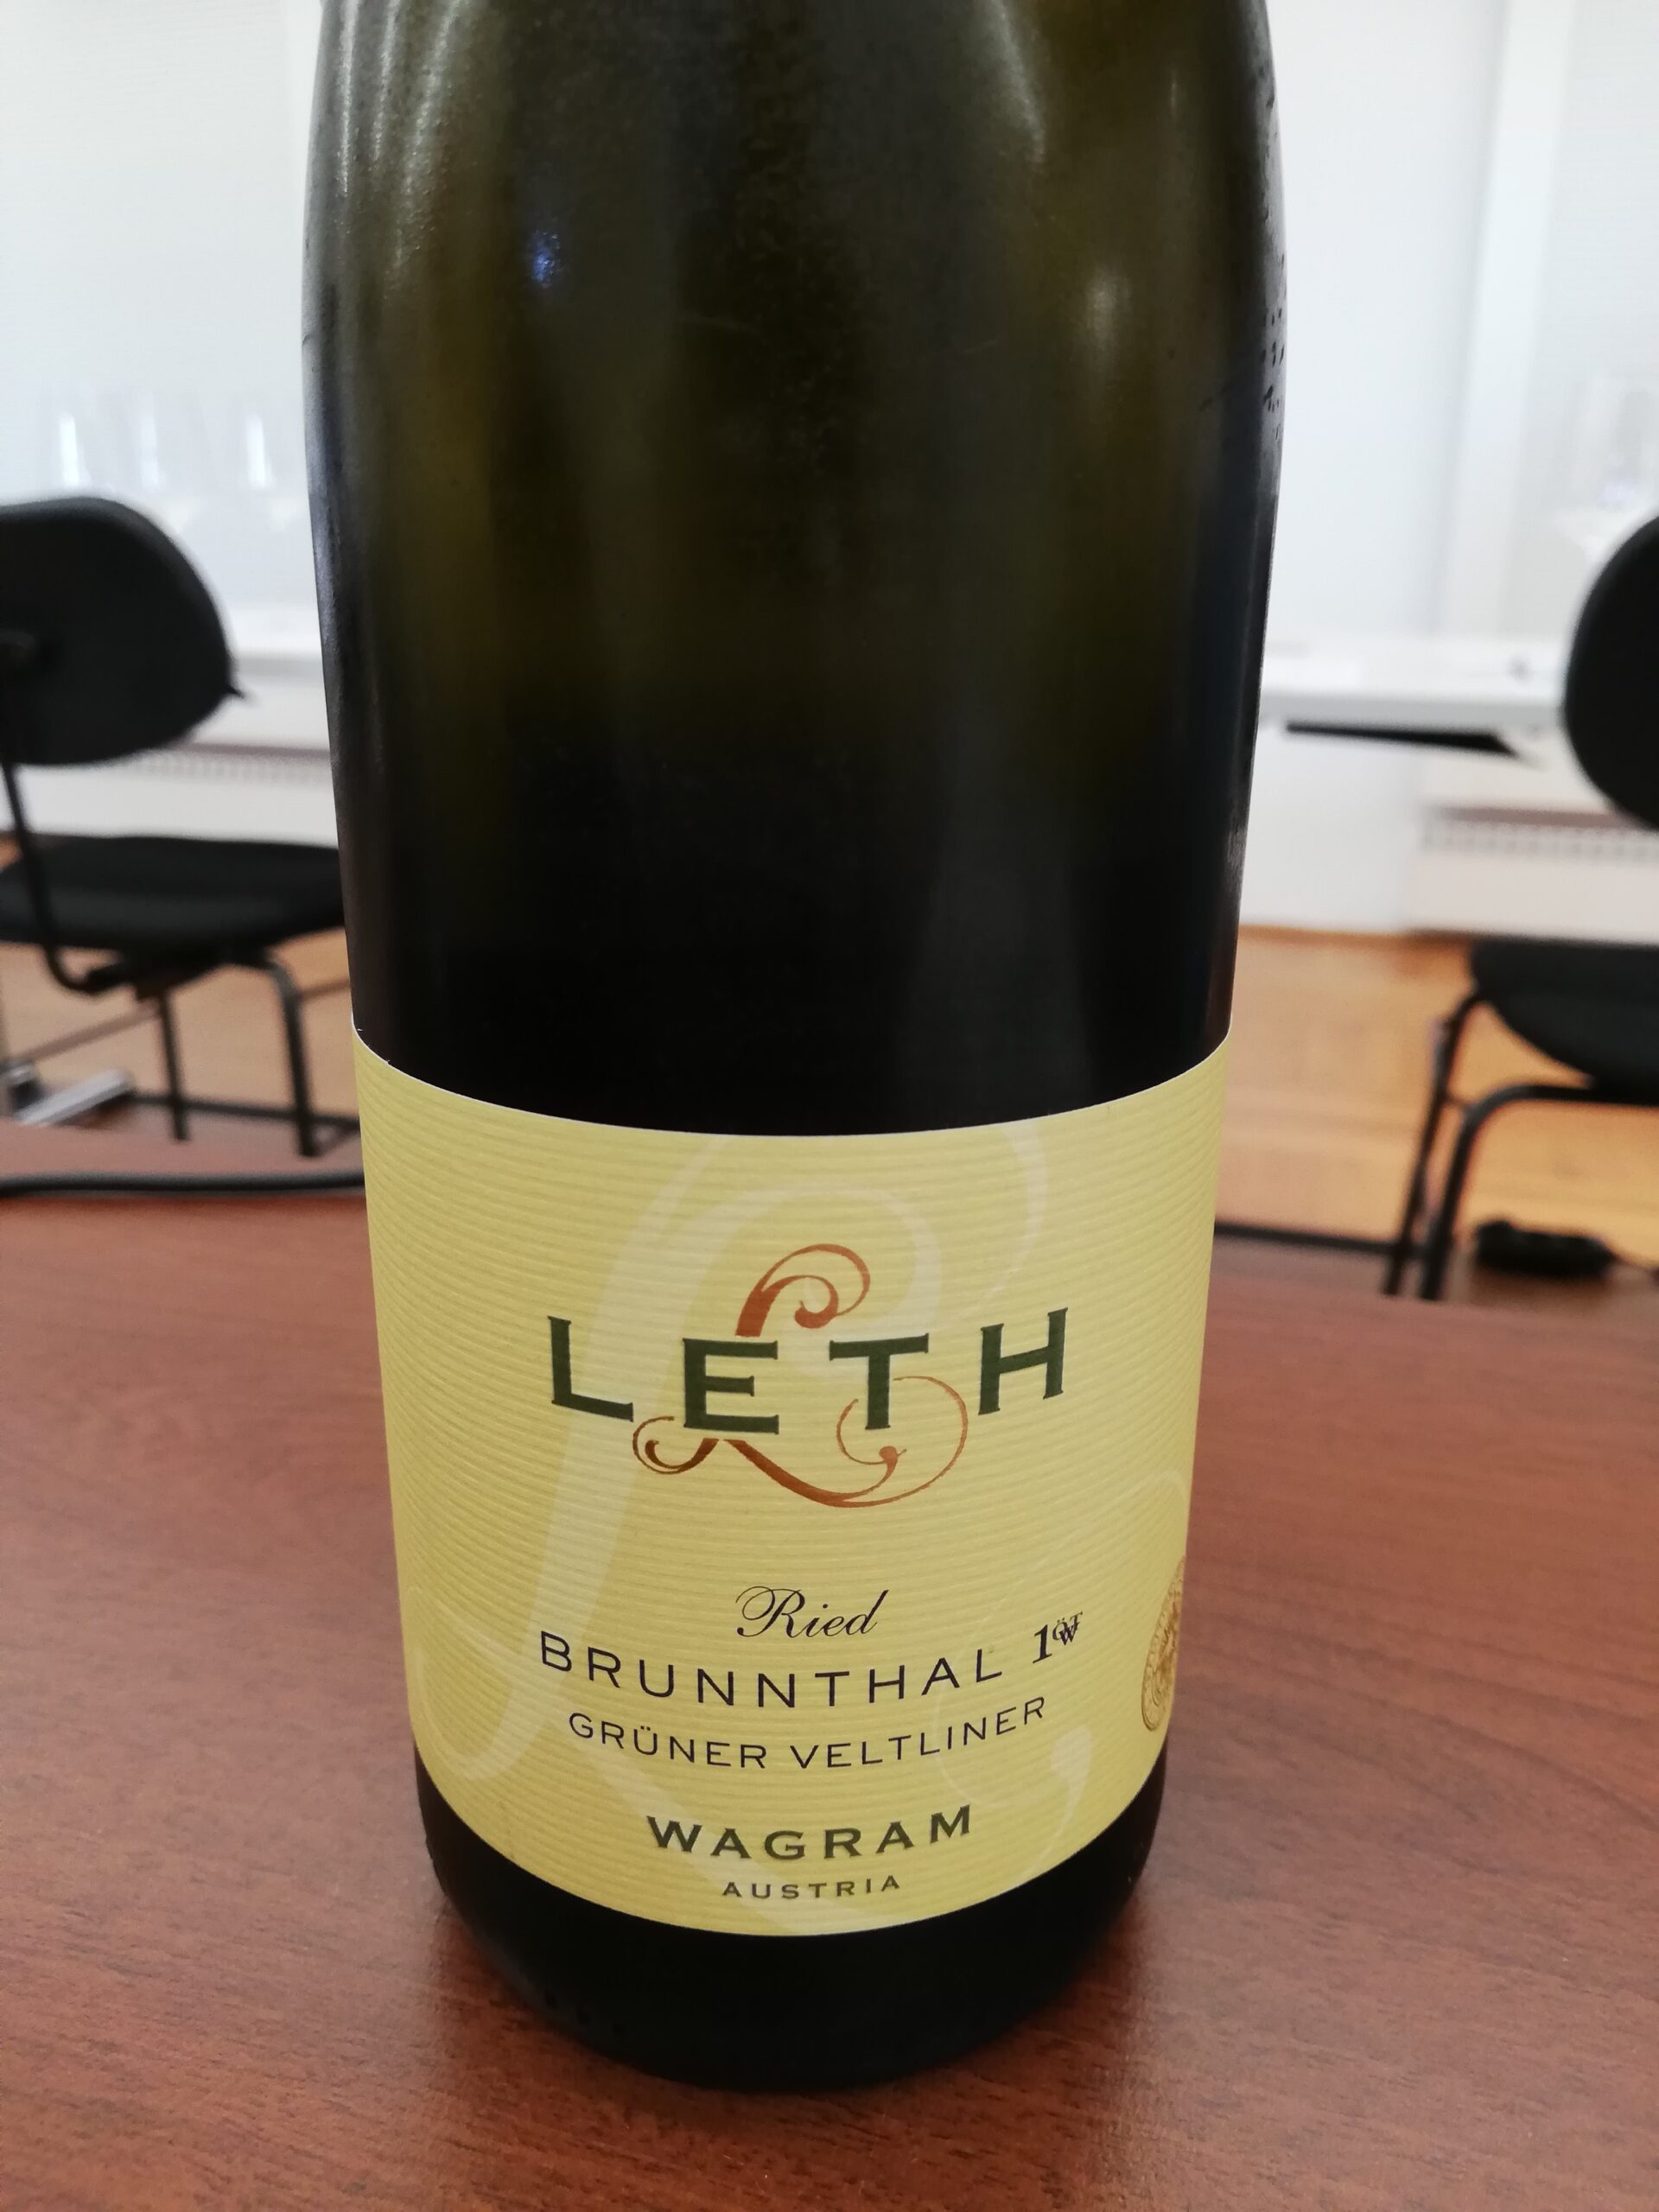 LETH
Ried
BRUNNTHAL 1ÖTW
GRÜNER VELTLINER
WAGRAM
AUSTRIA